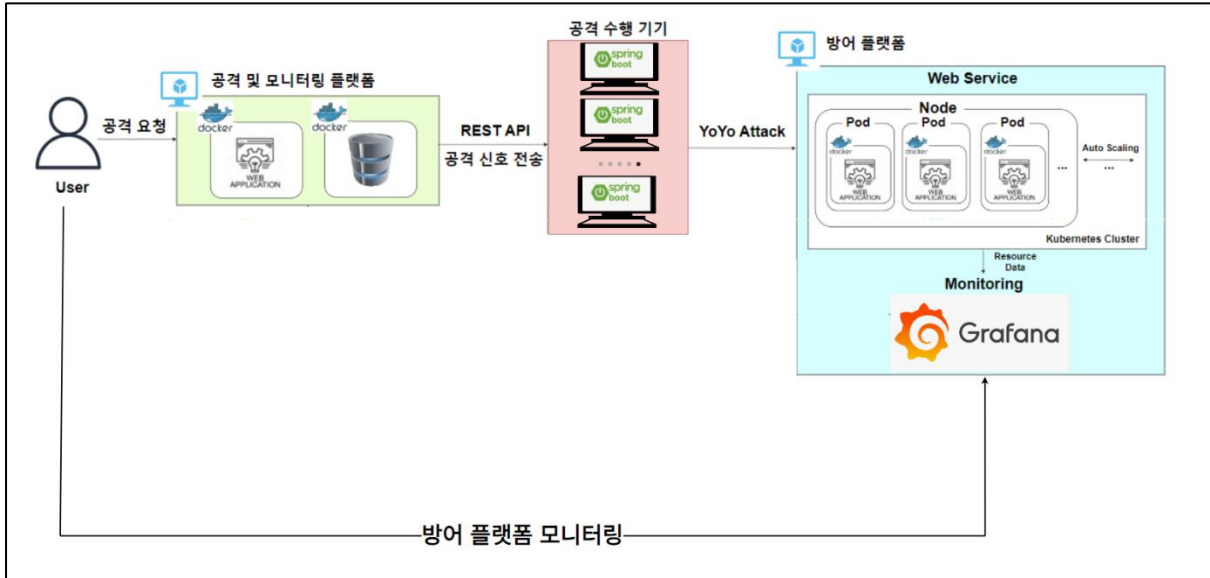 공격 수행 기기
spring
boot
spring
boot
spring
boot
공격 및 모니터링 플랫폼
docker
WEB
APPLICATION
docker
공격 요청
User
REST API
공격 신호 전송
YoYo Attack
방어 플랫폼
Web Service
Node
Pod
docker
WEB
APPLICATION
Pod
docker
WEB
APPLICATION
Pod
docker
WEB
APPLICATION
...
Auto Scaling
...
Kubernetes Cluster
Resource
Data
Monitoring
Grafana
방어 플랫폼 모니터링